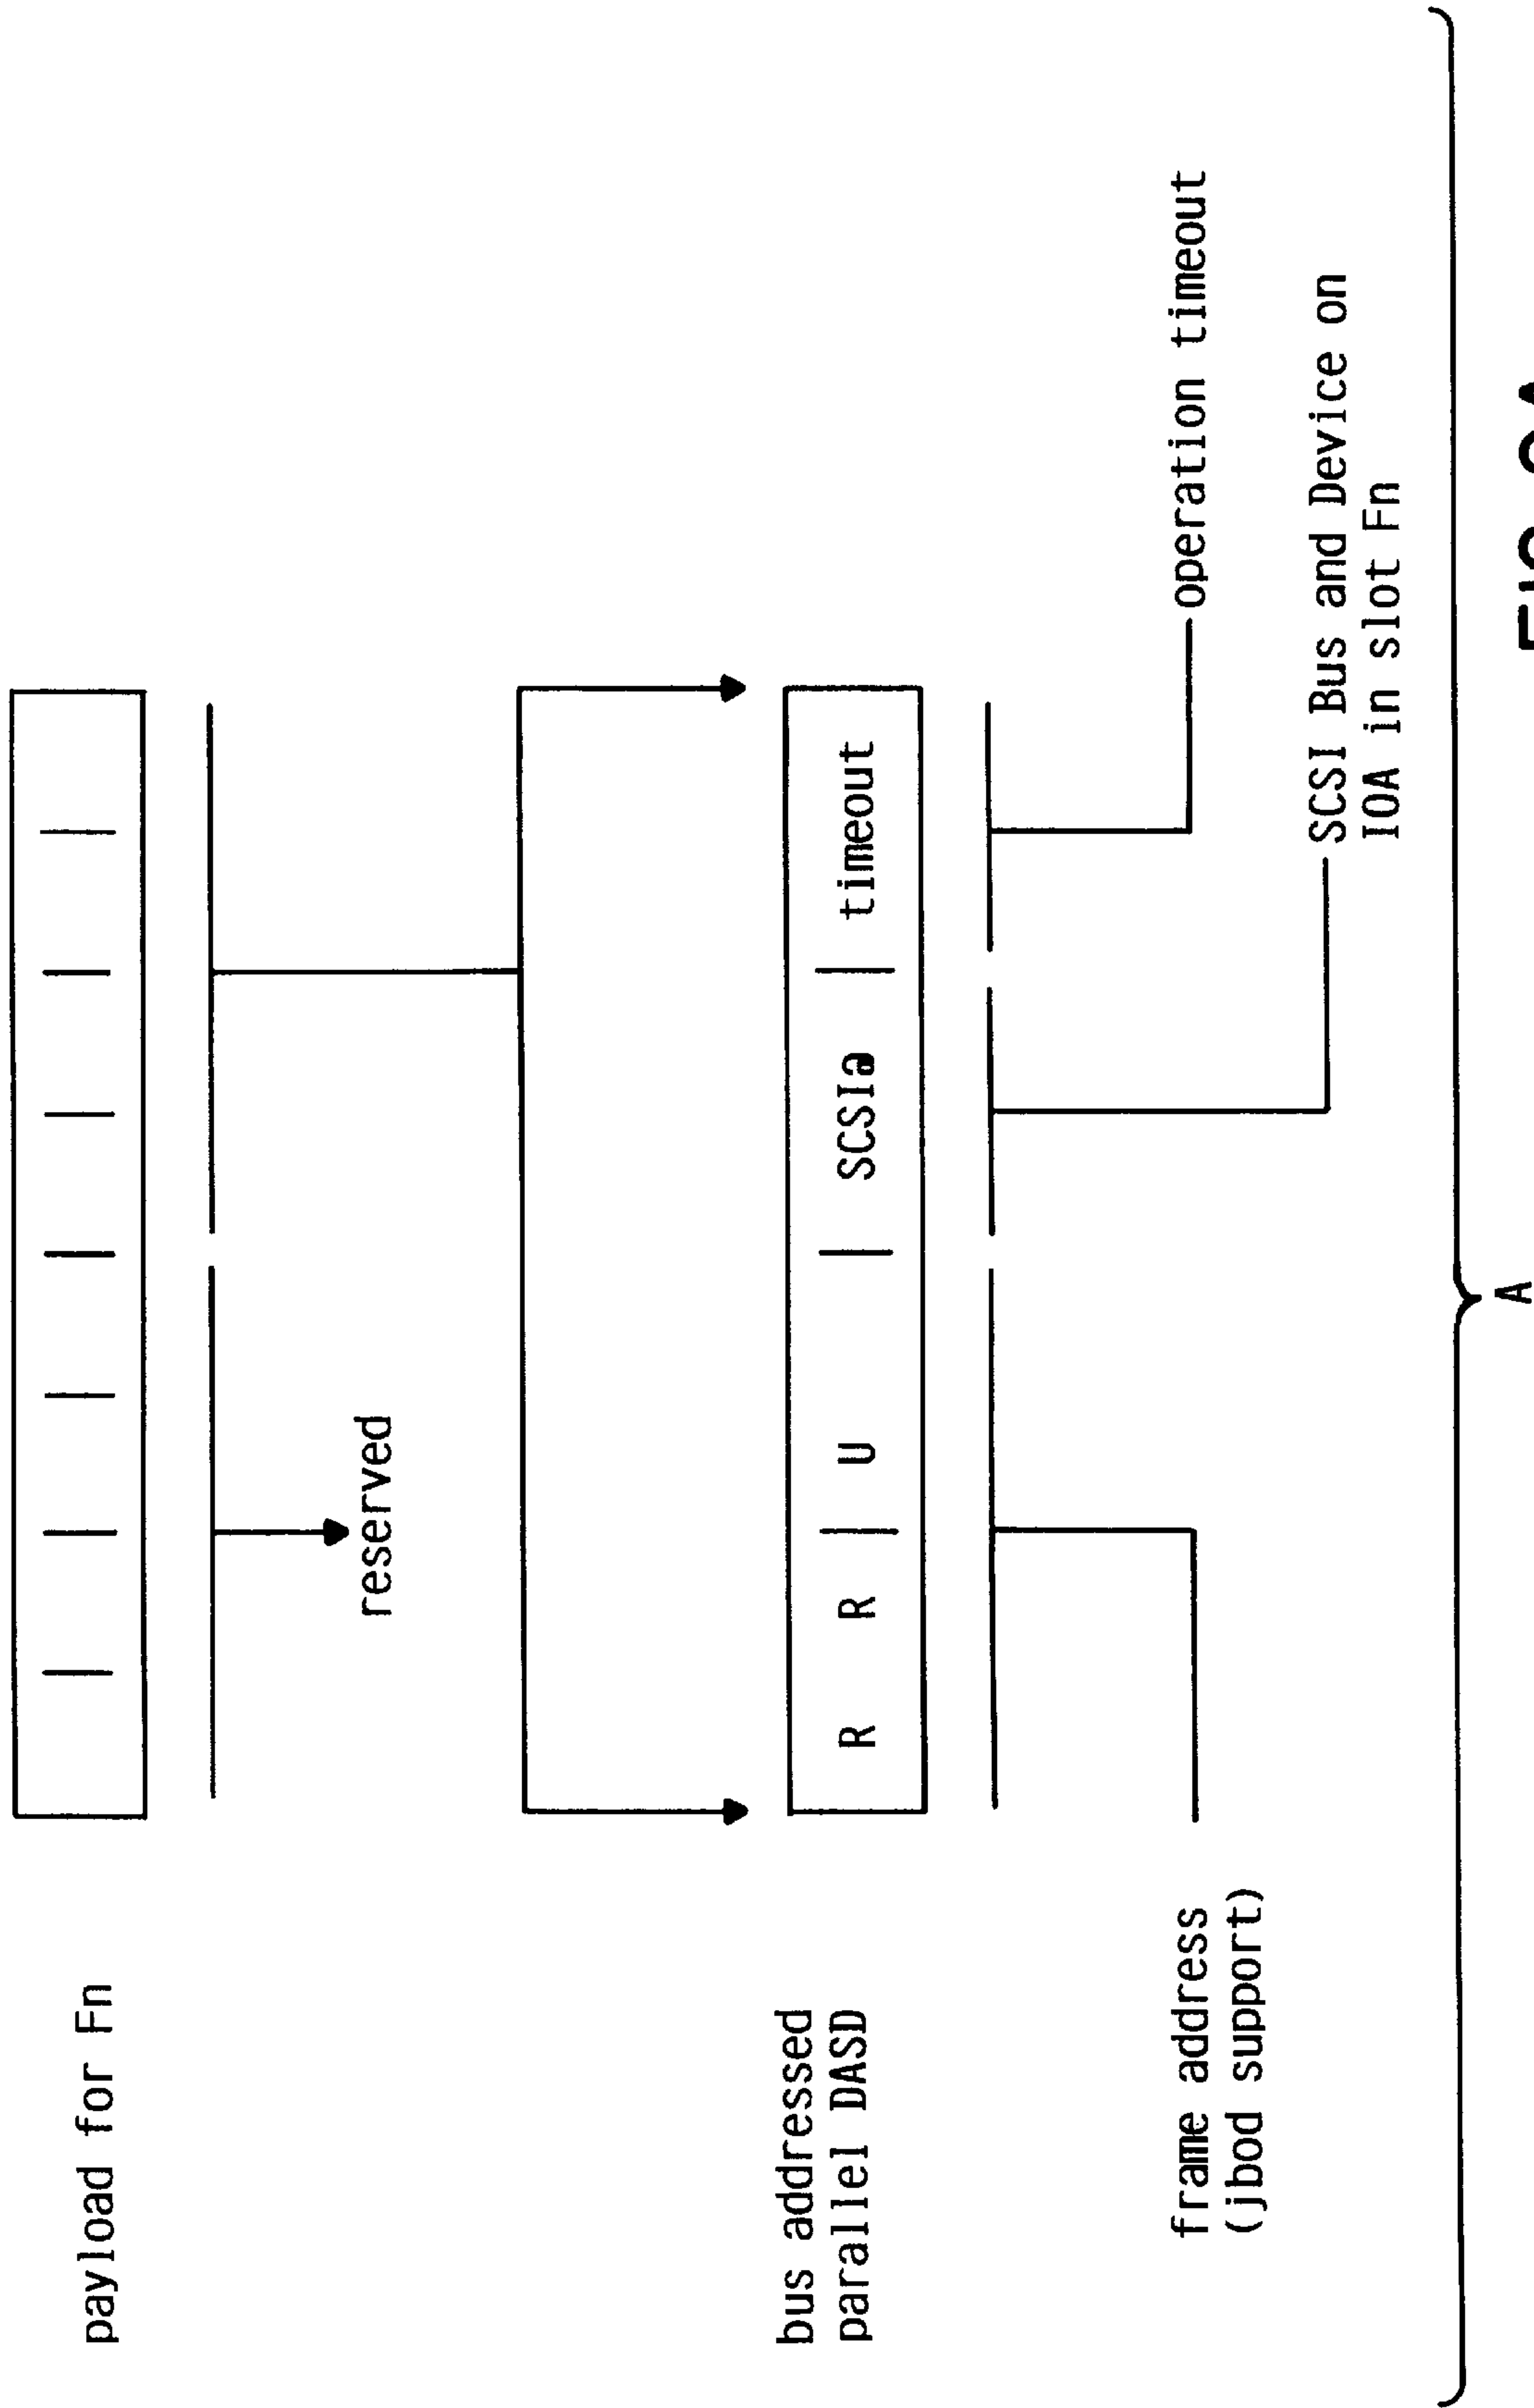 payload for Fn
reserved
bus addressed
parallel DASD
R R | U | SCSI@ | timeout
frame address
(jbod support)
operation timeout
SCSI Bus and Device on
IOA in slot Fn
A